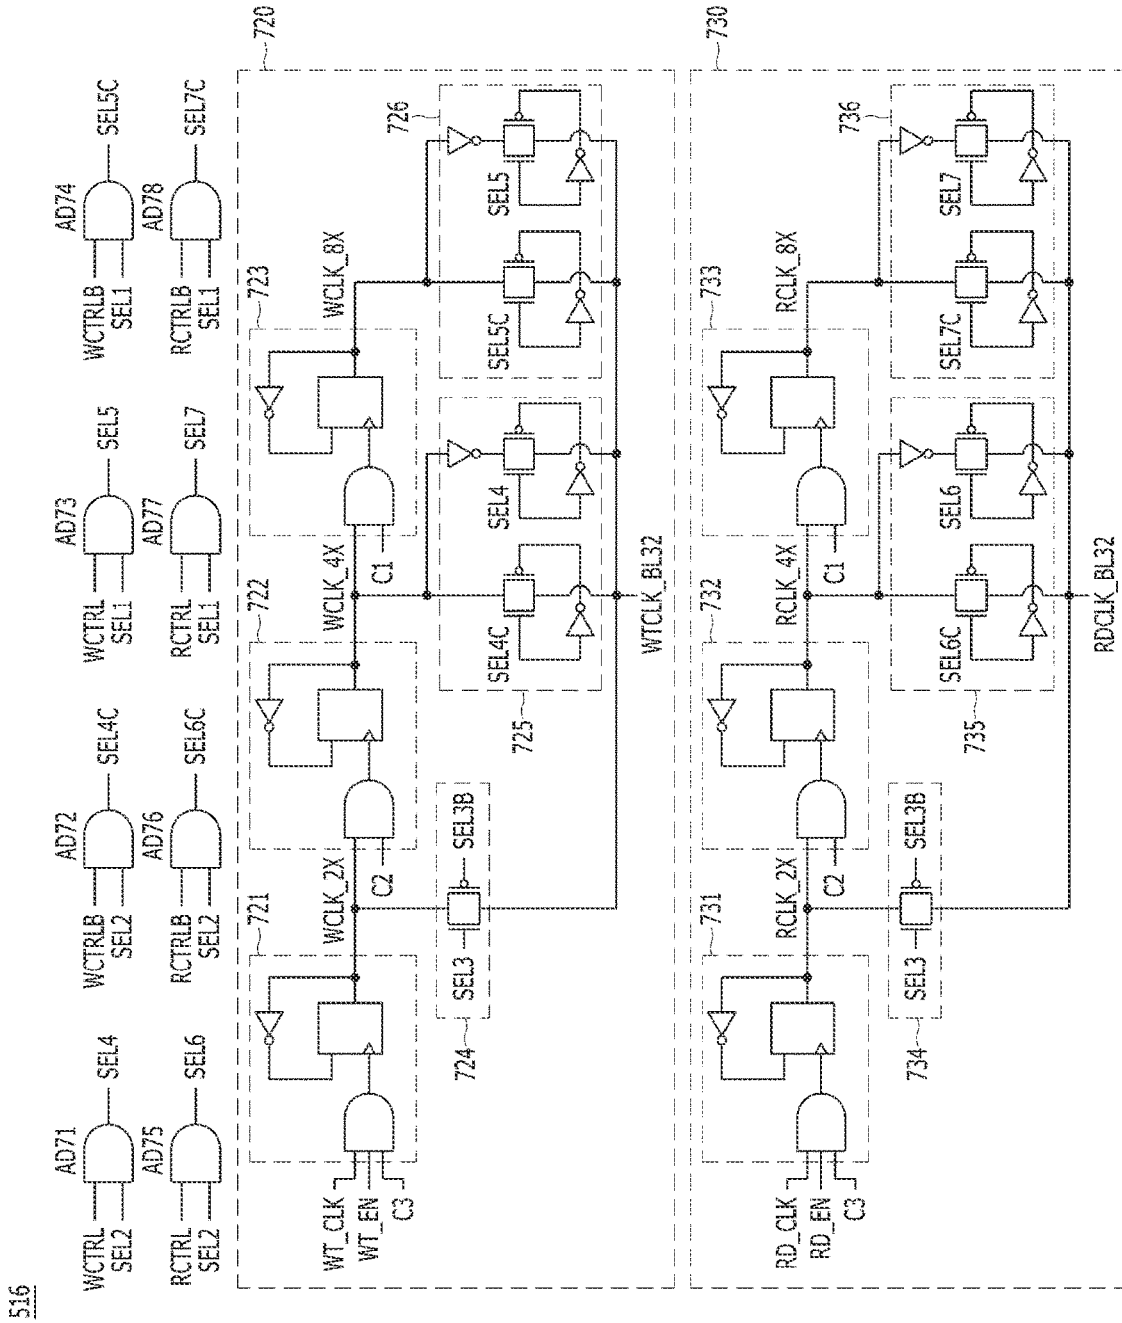 516
AD71
WCTRL
SEL2
SEL4
AD72
WCTRLB
SEL2
SEL4C
AD73
WCTRL
SEL1
SEL5
AD74
WCTRLB
SEL1
SEL5C
AD75
RCTRL
SEL2
SEL6
AD76
RCTRLB
SEL2
SEL6C
AD77
RCTRL
SEL1
SEL7
AD78
RCTRLB
SEL1
SEL7C
720
721
WT_CLK
WT_EN
C3
WCLK_2X
722
C2
WCLK_4X
723
C1
WCLK_8X
724
SEL3
SEL3B
725
SEL4C
SEL4
726
SEL5C
SEL5
WTCLK_BL32
730
731
RD_CLK
RD_EN
C3
RCLK_2X
732
C2
RCLK_4X
733
C1
RCLK_8X
734
SEL3
SEL3B
735
SEL6C
SEL6
736
SEL7C
SEL7
RDCLK_BL32